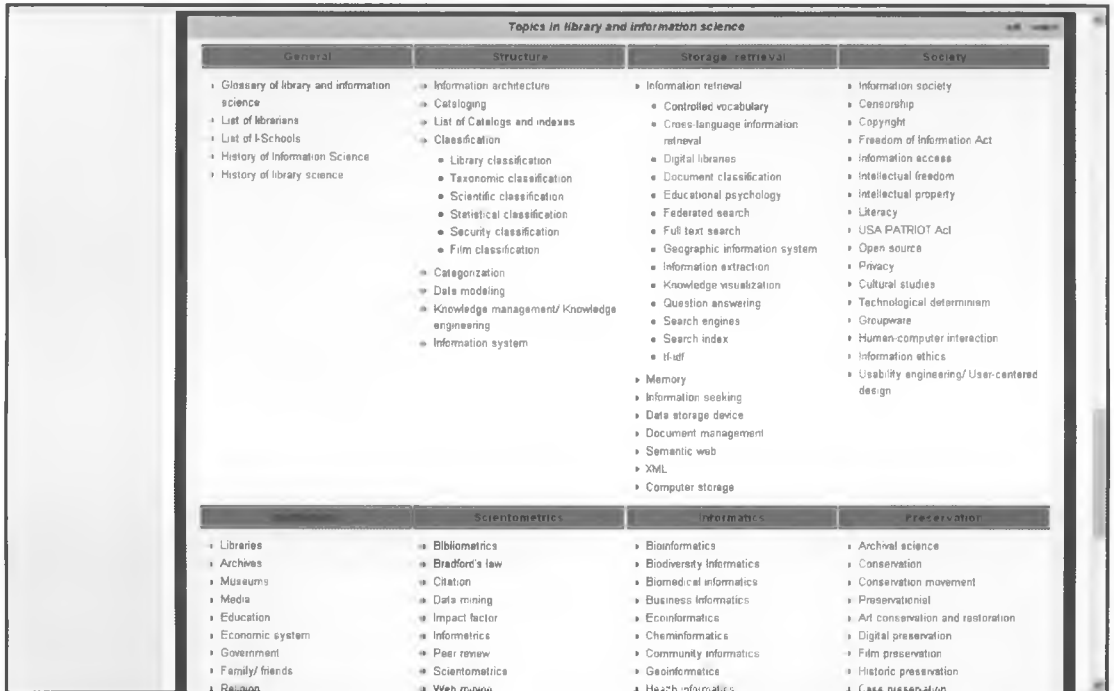 Topics in library and information science
General
Glossary of library and information
science
List of librarians
List of I-Schools
History of Information Science
History of library science
Structure
Information architecture
Cataloging
List of Catalogs and indexes
Classification
Library classification
Taxonomic classification
Scientific classification
Statistical classification
Security classification
Film classification
Categorization
Data modeling
Knowledge management/ Knowledge
engineering
Information system
Storage retrieval
Information retrieval
Controlled vocabulary
Cross-language information
retrieval
Digital libraries
Document classification
Educational psychology
Federated search
Full text search
Geographic information system
Information extraction
Knowledge visualization
Question answering
Search engines
Search index
tf-idf
Memory
Information seeking
Data storage device
Document management
Semantic web
XML
Computer storage
Society
Information society
Censorship
Copyright
Freedom of Information Act
Information access
Intellectual freedom
Intellectual property
Literacy
USA PATRIOT Act
Open source
Privacy
Cultural studies
Technological determinism
Groupware
Human-computer interaction
Information ethics
Usability engineering/ User-centered
design
Libraries
Archives
Museums
Media
Education
Economic system
Government
Family/ friends
Religion
Scientometrics
Bibliometrics
Bradford's law
Citation
Data mining
Impact factor
Informetrics
Peer review
Scientometrics
Web mining
Informatics
Bioinformatics
Biodiversity Informatics
Biomedical informatics
Business Informatics
Ecoinformatics
Cheminformatics
Community informatics
Geoinformatics
Health informatics
Preservation
Archival science
Conservation
Conservation movement
Preservationist
Art conservation and restoration
Digital preservation
Film preservation
Historic preservation
Case preservation